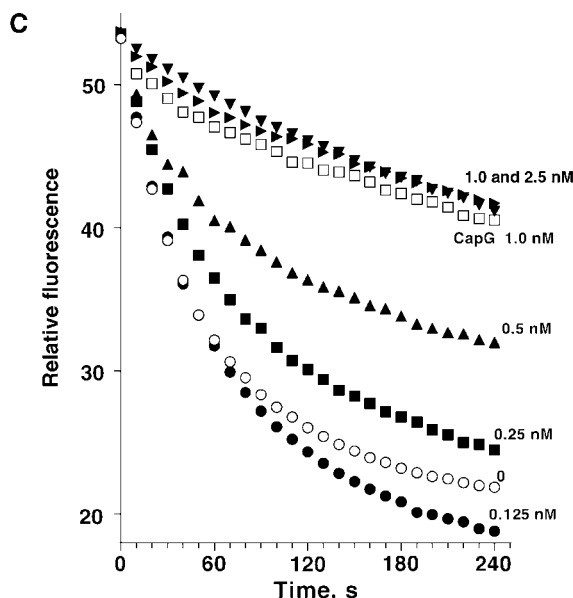 C
50
40
30
20
Relative fluorescence
1.0 and 2.5 nM
CapG 1.0 nM
0.5 nM
0.25 nM
0
0.125 nM
0 60 120 180 240
Time, s